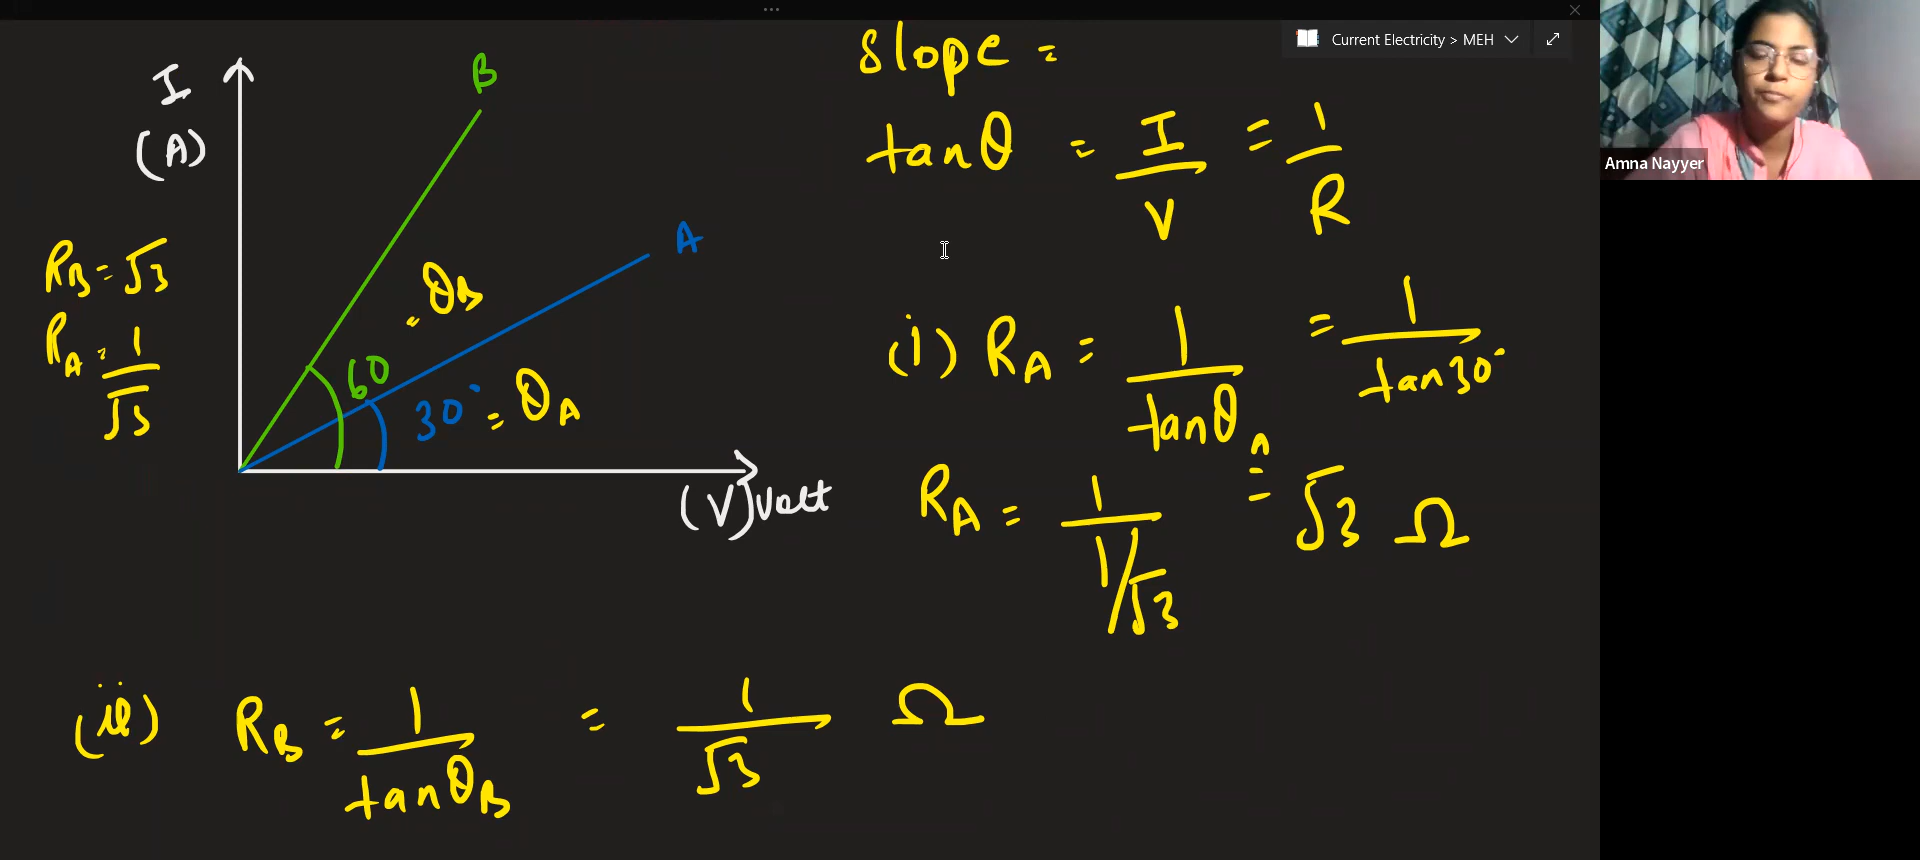 Current Electricity > MEH
Amna Nayyer
I
(A)
B
A
θB
60
30° = θA
(V) Volt
RB = √3
RA = 1/√3
slope =
tanθ = I/V = 1/R
(i) RA = 1/tanθA = 1/tan30°
RA = 1/1/√3 = √3 Ω
(ii) RB = 1/tanθB = 1/√3 Ω